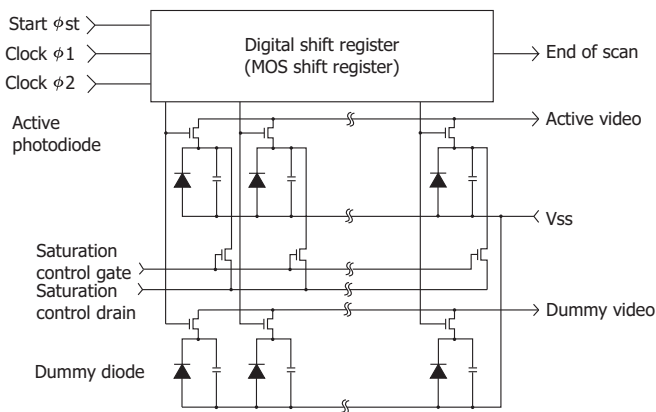 Start ϕst
Clock ϕ1
Clock ϕ2
Digital shift register
(MOS shift register)
End of scan
Active
photodiode
Active video
Vss
Saturation
control gate
Saturation
control drain
Dummy video
Dummy diode